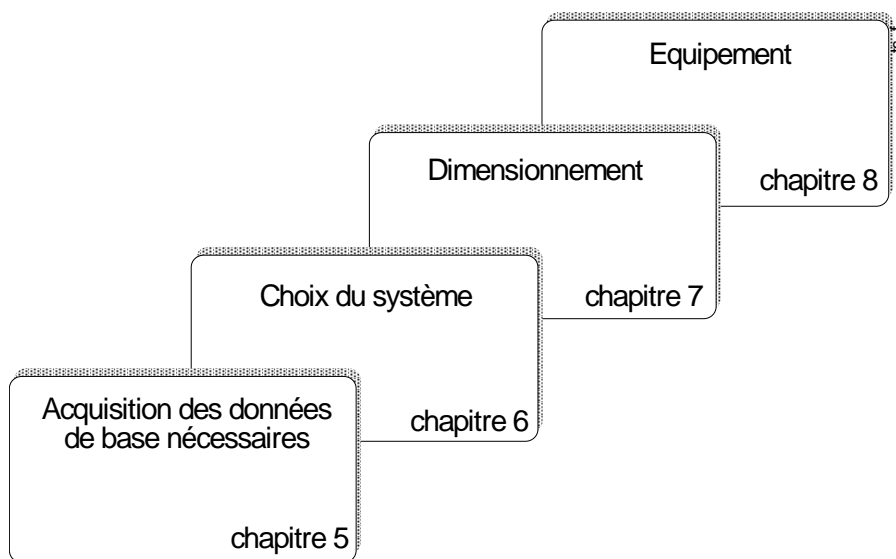 Equipement
chapitre 8
Dimensionnement
chapitre 7
Choix du système
chapitre 6
Acquisition des données
de base nécessaires
chapitre 5